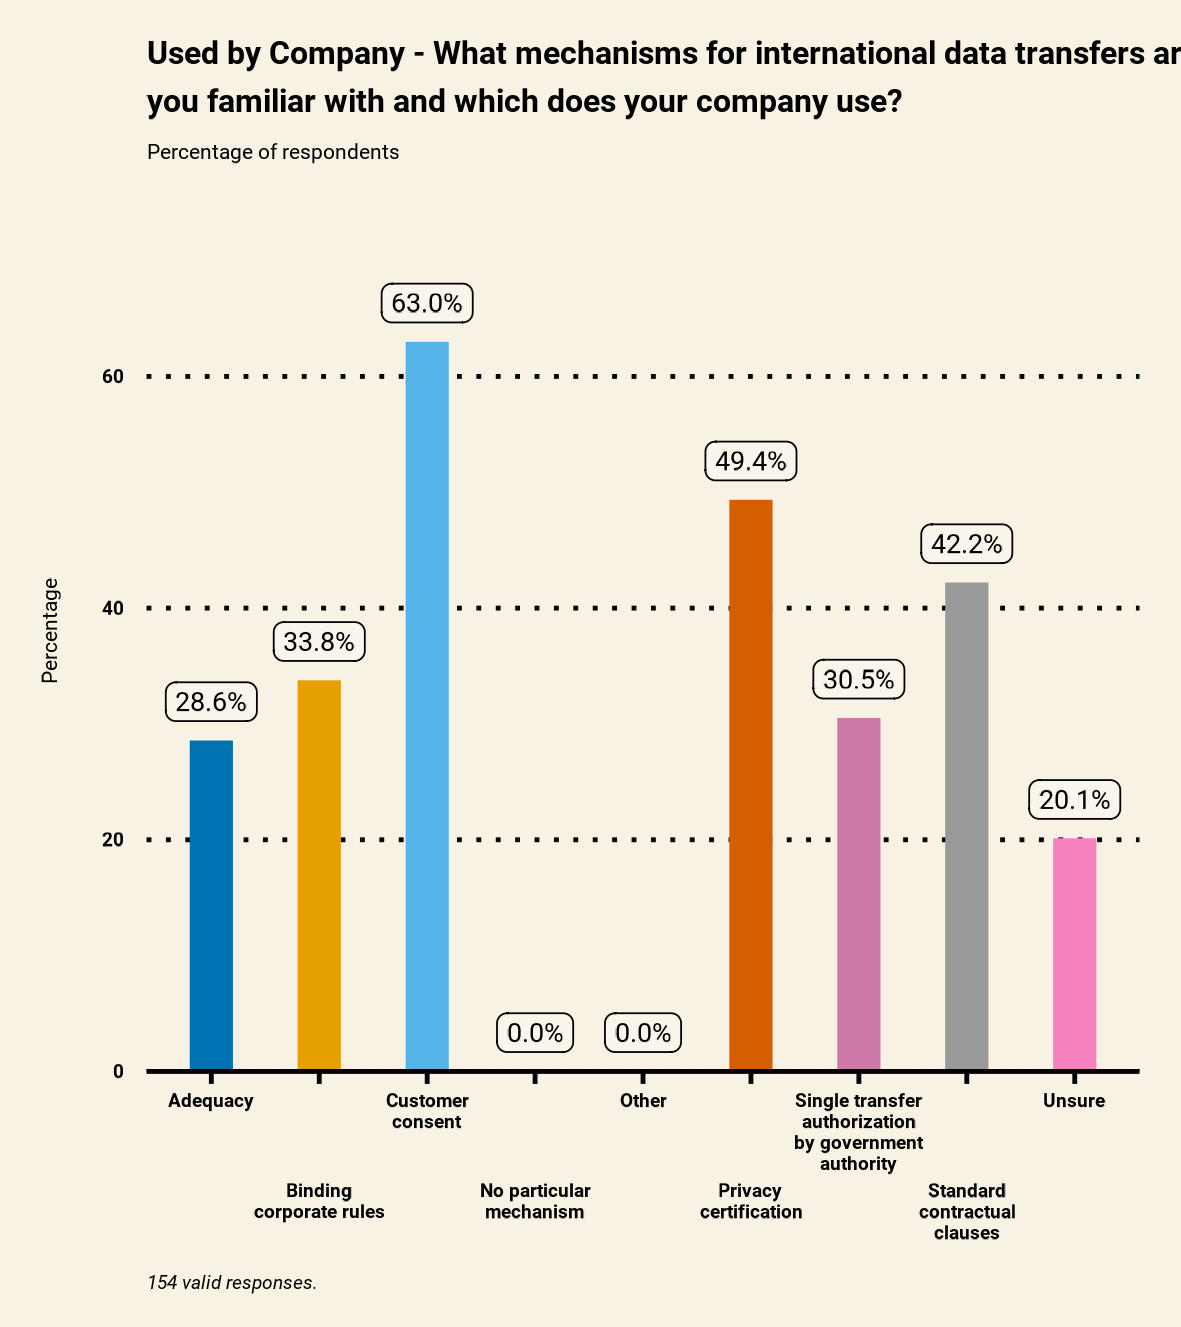 Used by Company - What mechanisms for international data transfers
you familiar with and which does your company use?
Percentage of respondents
Percentage
60
40
20
0
63.0%
49.4%
42.2%
33.8%
30.5%
28.6%
20.1%
0.0%
0.0%
Adequacy
Binding
corporate rules
Customer
consent
No particular
mechanism
Other
Privacy
certification
Single transfer
authorization
by government
authority
Standard
contractual
clauses
Unsure
154 valid responses.